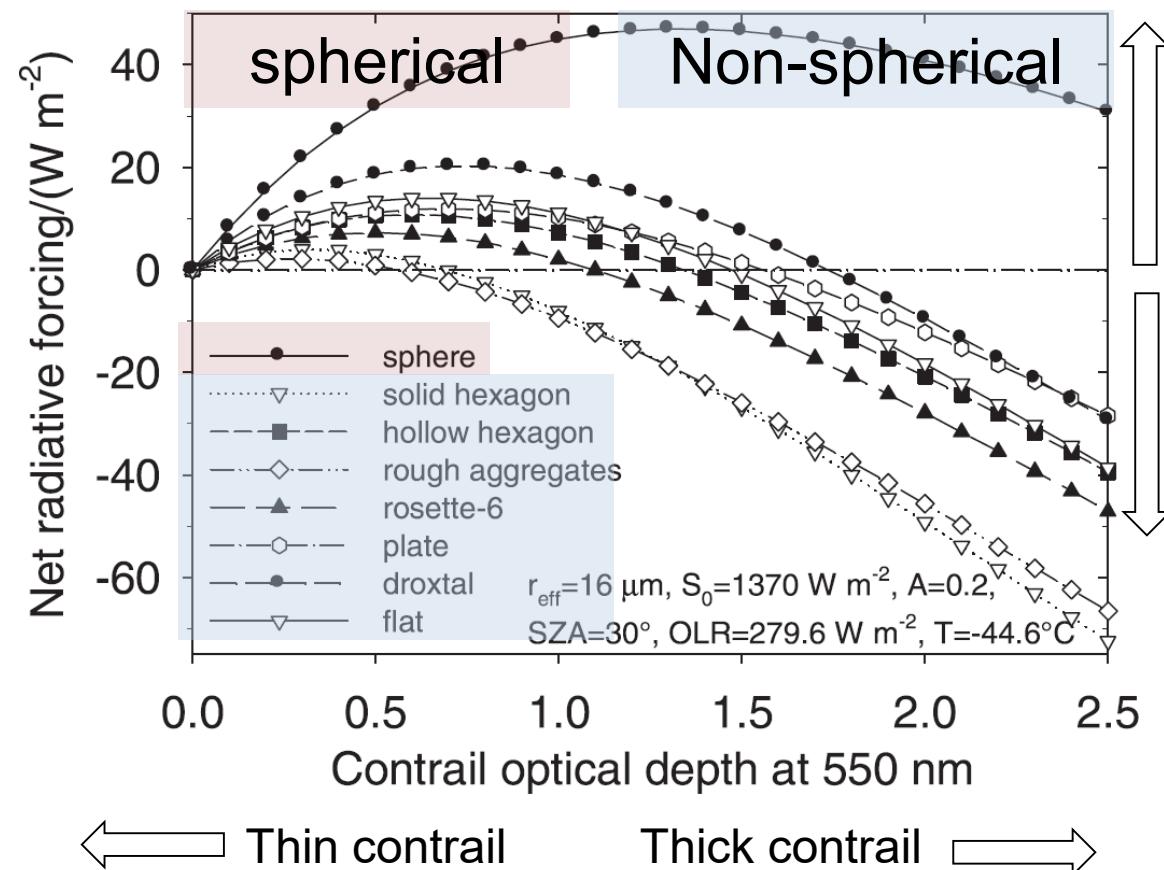 spherical
Non-spherical
Net radiative forcing/(W m⁻²)
40
20
0
-20
-40
-60
sphere
solid hexagon
hollow hexagon
rough aggregates
rosette-6
plate
droxtal
flat
r_eff=16 μm, S₀=1370 W m⁻², A=0.2,
SZA=30°, OLR=279.6 W m⁻², T=-44.6°C
0.0 0.5 1.0 1.5 2.0 2.5
Contrail optical depth at 550 nm
Thin contrail
Thick contrail